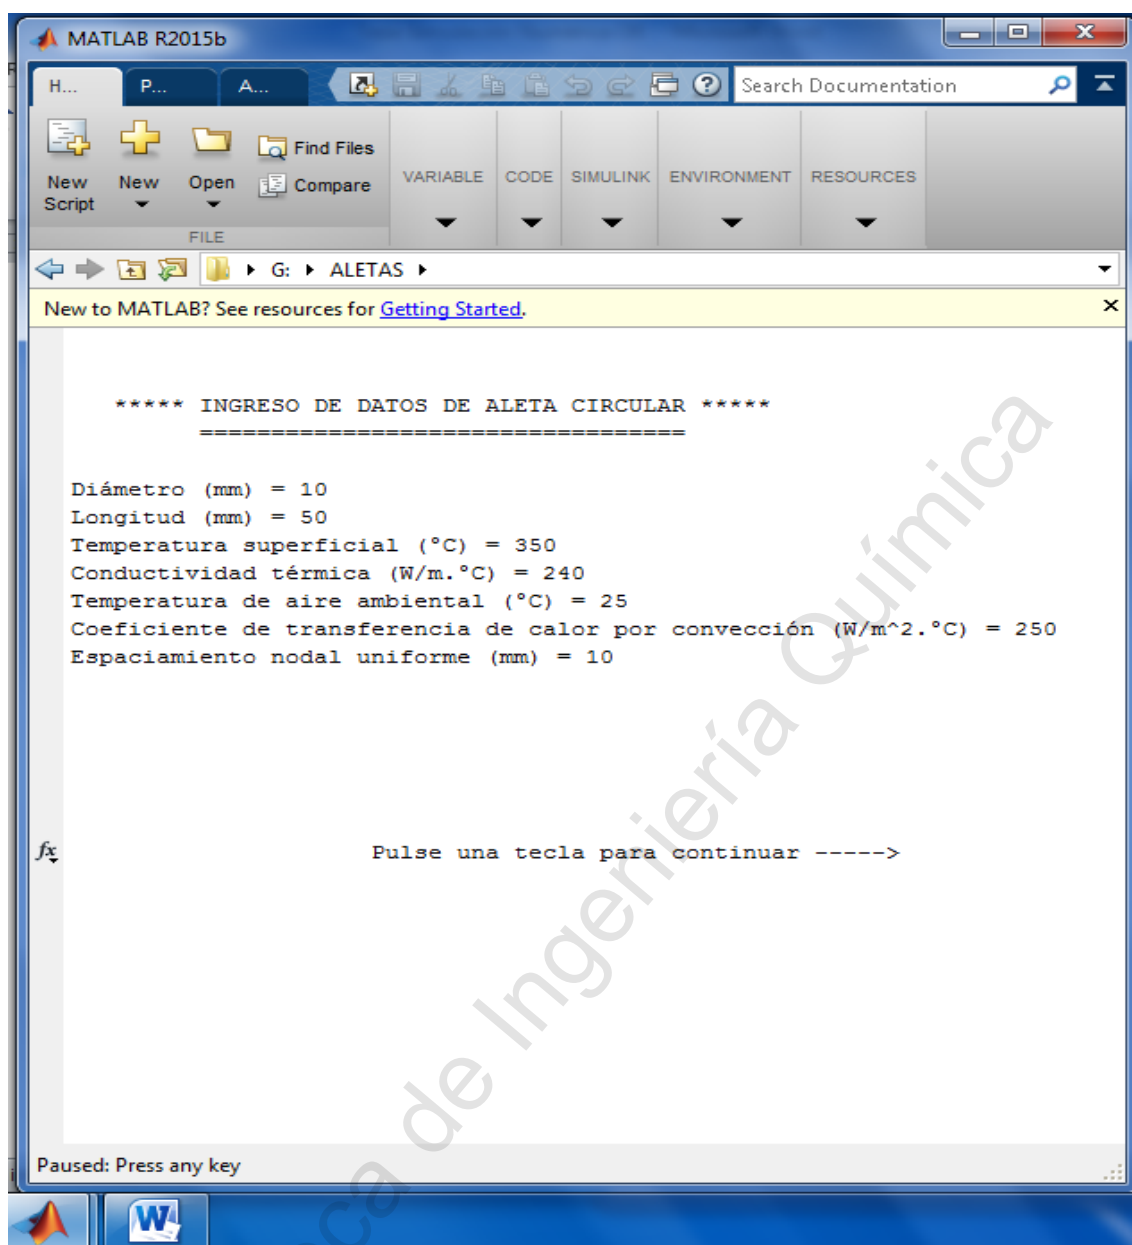 MATLAB R2015b
H... P... A... Search Documentation
New Script New Open Find Files Compare VARIABLE CODE SIMULINK ENVIRONMENT RESOURCES
FILE
G: ALETAS
New to MATLAB? See resources for Getting Started.
***** INGRESO DE DATOS DE ALETA CIRCULAR *****
==================================
Diámetro (mm) = 10
Longitud (mm) = 50
Temperatura superficial (°C) = 350
Conductividad térmica (W/m.°C) = 240
Temperatura de aire ambiental (°C) = 25
Coeficiente de transferencia de calor por convección (W/m^2.°C) = 250
Espaciamiento nodal uniforme (mm) = 10
fx Pulse una tecla para continuar ----->
Paused: Press any key
de Ingeniería Química